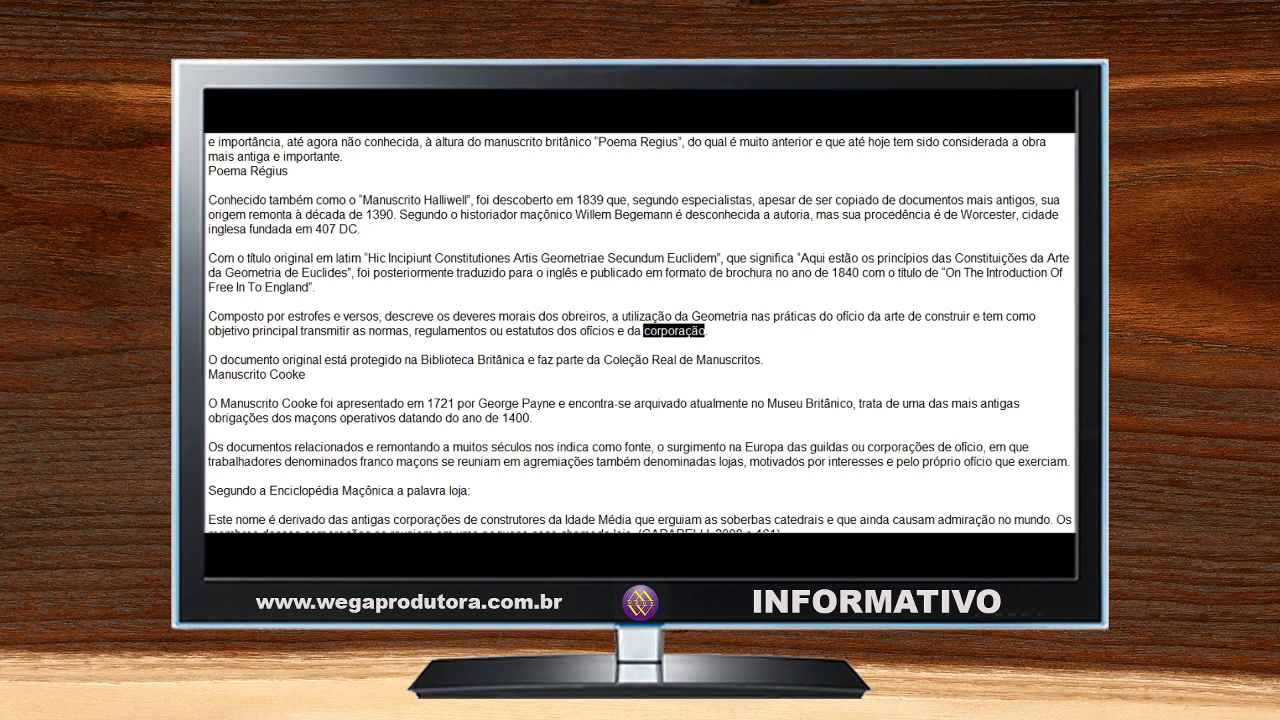 e importância, até agora não conhecida, à altura do manuscrito britânico “Poema Regius”, do qual é muito anterior e que até hoje tem sido considerada a obra
mais antiga e importante.
Poema Régius
Conhecido também como o “Manuscrito Halliwell”, foi descoberto em 1839 que, segundo especialistas, apesar de ser copiado de documentos mais antigos, sua
origem remonta à década de 1390. Segundo o historiador maçônico Willem Begemann é desconhecida a autoria, mas sua procedência é de Worcester, cidade
inglesa fundada em 407 DC.
Com o título original em latim “Hic Incipiunt Constitutiones Artis Geometriae Secundum Euclidem”, que significa “Aqui estão os princípios das Constituições da Arte
da Geometria de Euclides”, foi posteriormente traduzido para o inglês e publicado em formato de brochura no ano de 1840 com o título de “On The Introduction Of
Free In To England”.
Composto por estrofes e versos, descreve os deveres morais dos obreiros, a utilização da Geometria nas práticas do ofício da arte de construir e tem como
objetivo principal transmitir as normas, regulamentos ou estatutos dos ofícios e da corporação.
O documento original está protegido na Biblioteca Britânica e faz parte da Coleção Real de Manuscritos.
Manuscrito Cooke
O Manuscrito Cooke foi apresentado em 1721 por George Payne e encontra-se arquivado atualmente no Museu Britânico, trata de uma das mais antigas
obrigações dos maçons operativos datando do ano de 1400.
Os documentos relacionados e remontando a muitos séculos nos indica como fonte, o surgimento na Europa das guildas ou corporações de ofício, em que
trabalhadores denominados franco maçons se reuniam em agremiações também denominadas lojas, motivados por interesses e pelo próprio ofício que exerciam.
Segundo a Enciclopédia Maçônica a palavra loja:
Este nome é derivado das antigas corporações de construtores da Idade Média que erguiam as soberbas catedrais e que ainda causam admiração no mundo. Os
www.wegaprodutora.com.br
INFORMATIVO